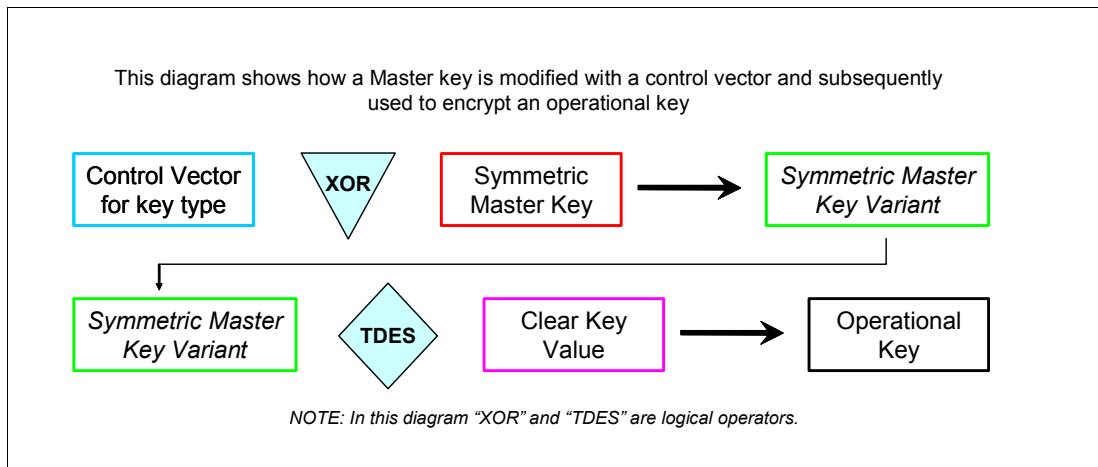 This diagram shows how a Master key is modified with a control vector and subsequently
used to encrypt an operational key
Control Vector
for key type
XOR
Symmetric
Master Key
Symmetric Master
Key Variant
Symmetric Master
Key Variant
TDES
Clear Key
Value
Operational
Key
NOTE: In this diagram “XOR” and “TDES” are logical operators.